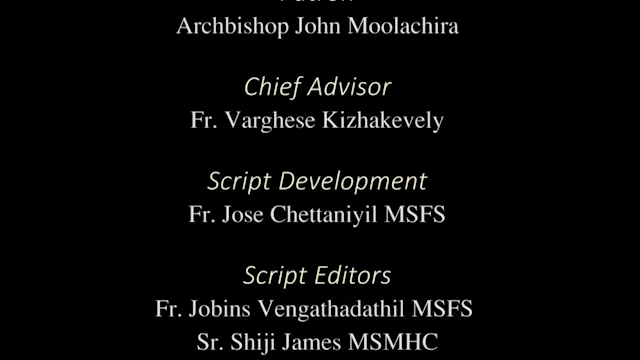 Archbishop John Moolachira
Chief Advisor
Fr. Varghese Kizhakevely
Script Development
Fr. Jose Chettaniyil MSFS
Script Editors
Fr. Jobins Vengathadathil MSFS
Sr. Shiji James MSMHC